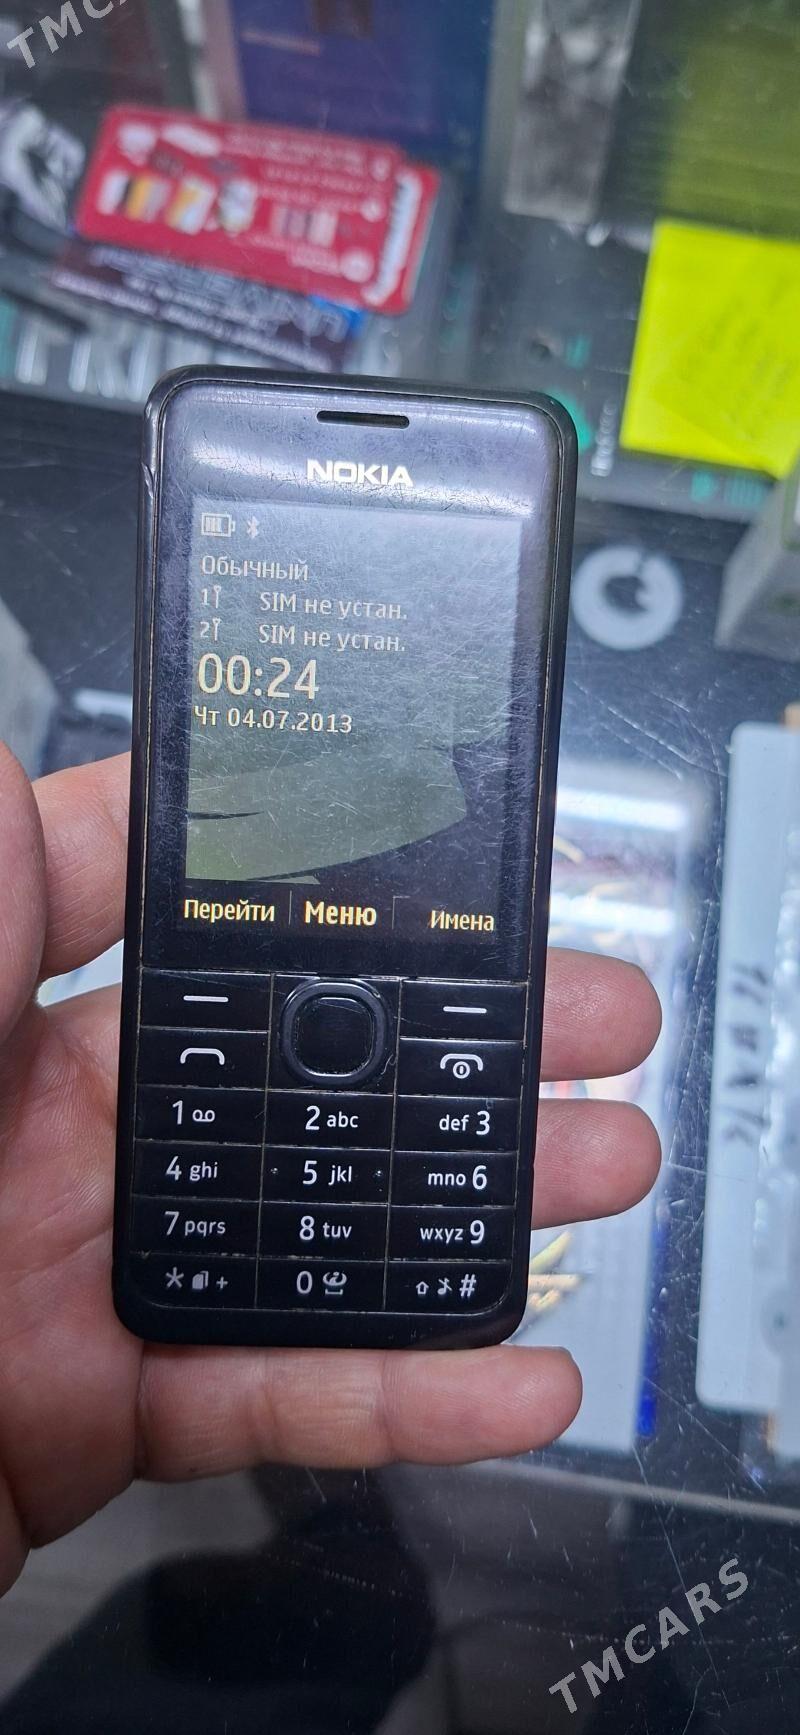 TMCARS
NOKIA
Обычный
1 SIM не устан.
2 SIM не устан.
00:24
Чт 04.07.2013
Перейти Меню Имена
1
2 abc
def 3
4 ghi
5 jkl
mno 6
7 pqrs
8 tuv
wxyz 9
* +
0
#
TMCARS